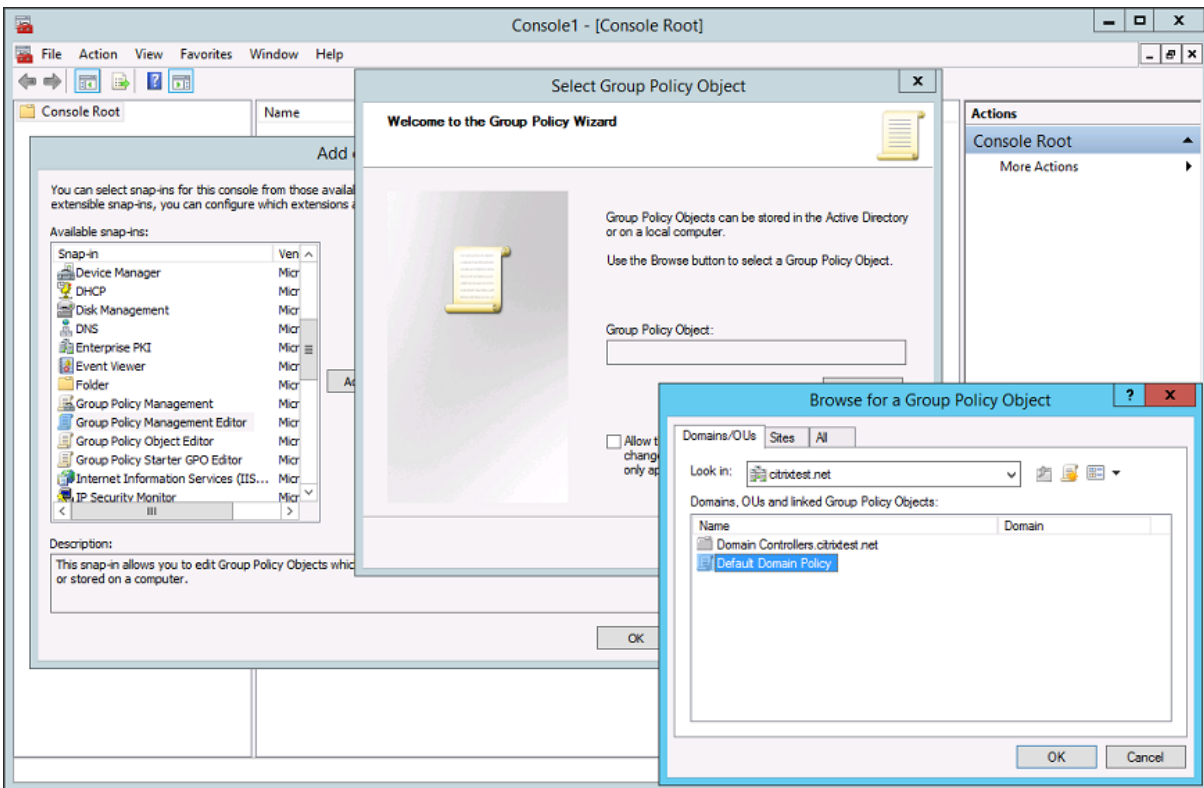 Console1 - [Console Root]
File Action View Favorites Window Help
Console Root
Name
Actions
Console Root
More Actions
Add
You can select snap-ins for this console from those
extensible snap-ins, you can configure which extensions
Available snap-ins:
Snap-in
Device Manager Micr
DHCP Micr
Disk Management Micr
DNS Micr
Enterprise PKI Micr
Event Viewer Micr
Folder Micr
Group Policy Management Micr
Group Policy Management Editor Micr
Group Policy Object Editor Micr
Group Policy Starter GPO Editor Micr
Internet Information Services (IIS... Micr
IP Security Monitor Micr
Description:
This snap-in allows you to edit Group Policy Objects
or stored on a computer.
OK
Select Group Policy Object
Welcome to the Group Policy Wizard
Group Policy Objects can be stored in the Active Directory
or on a local computer.
Use the Browse button to select a Group Policy Object.
Group Policy Object:
Allow
only
Browse for a Group Policy Object
Domains/OUs Sites All
Look in: citrixtest.net
Domains, OUs and linked Group Policy Objects:
Name Domain
Domain Controllers.citrixtest.net
Default Domain Policy
OK Cancel